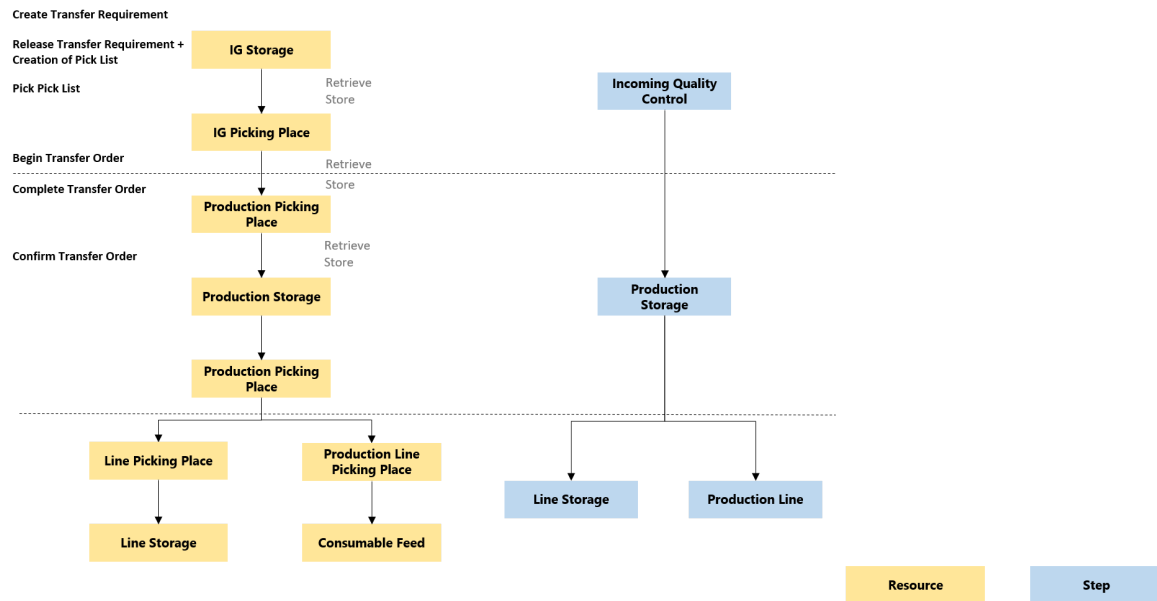 Create Transfer Requirement
Release Transfer Requirement +
Creation of Pick List
IG Storage
Pick Pick List
Retrieve
Store
Incoming Quality
Control
IG Picking Place
Begin Transfer Order
Retrieve
Complete Transfer Order
Store
Production Picking
Place
Retrieve
Store
Confirm Transfer Order
Production Storage
Production
Storage
Production Picking
Place
Line Picking Place
Production Line
Picking Place
Line Storage
Production Line
Line Storage
Consumable Feed
Resource
Step